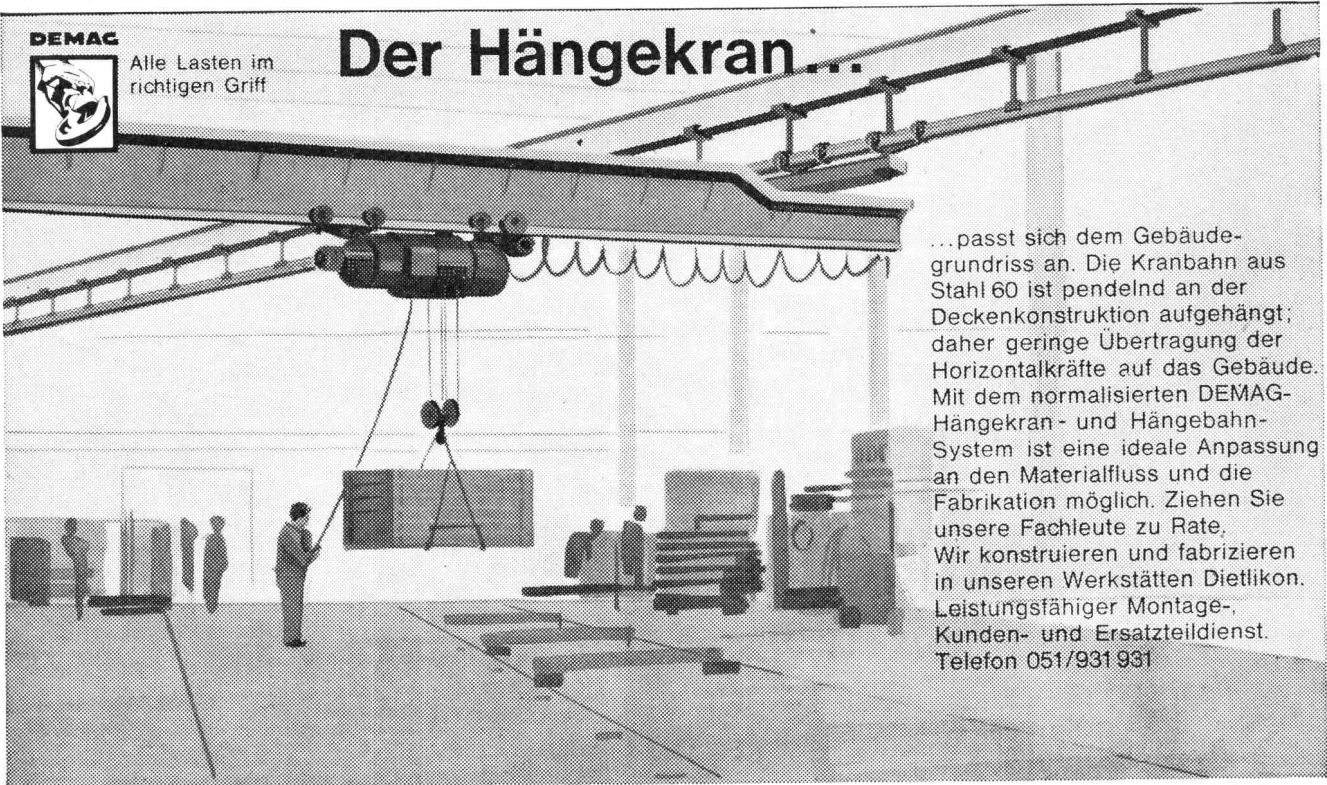 DEMAG
Alle Lasten im
richtigen Griff
Der Hängekran...
...passt sich dem Gebäude-
grundriss an. Die Kranbahn aus
Stahl 60 ist pendelnd an der
Deckenkonstruktion aufgehängt;
daher geringe Übertragung der
Horizontalkräfte auf das Gebäude.
Mit dem normalisierten DEMAG-
Hängekran- und Hängebahn-
System ist eine ideale Anpassung
an den Materialfluss und die
Fabrikation möglich. Ziehen Sie
unsere Fachleute zu Rate.
Wir konstruieren und fabrizieren
in unseren Werkstätten Dietlikon.
Leistungsfähiger Montage-,
Kunden- und Ersatzteildienst.
Telefon 051/931 931